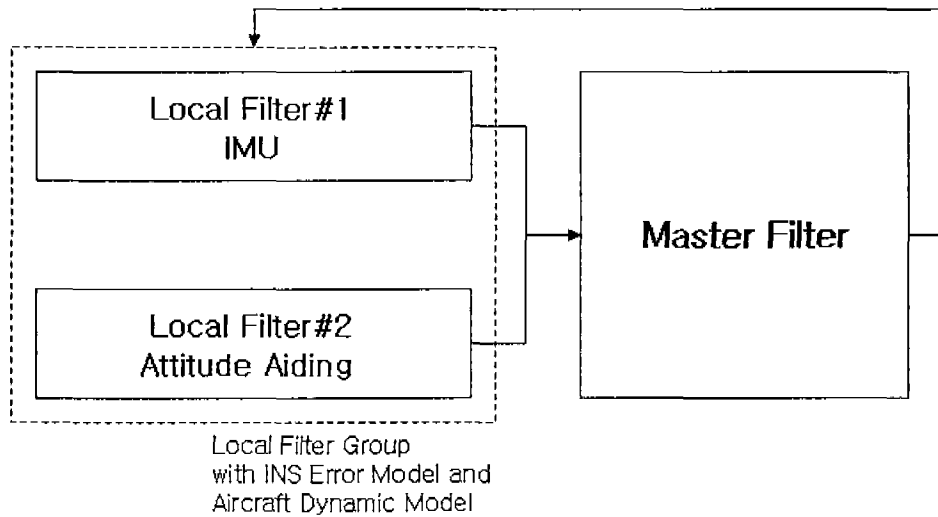 Local Filter#1
IMU
Local Filter#2
Attitude Aiding
Master Filter
Local Filter Group
with INS Error Model and
Aircraft Dynamic Model